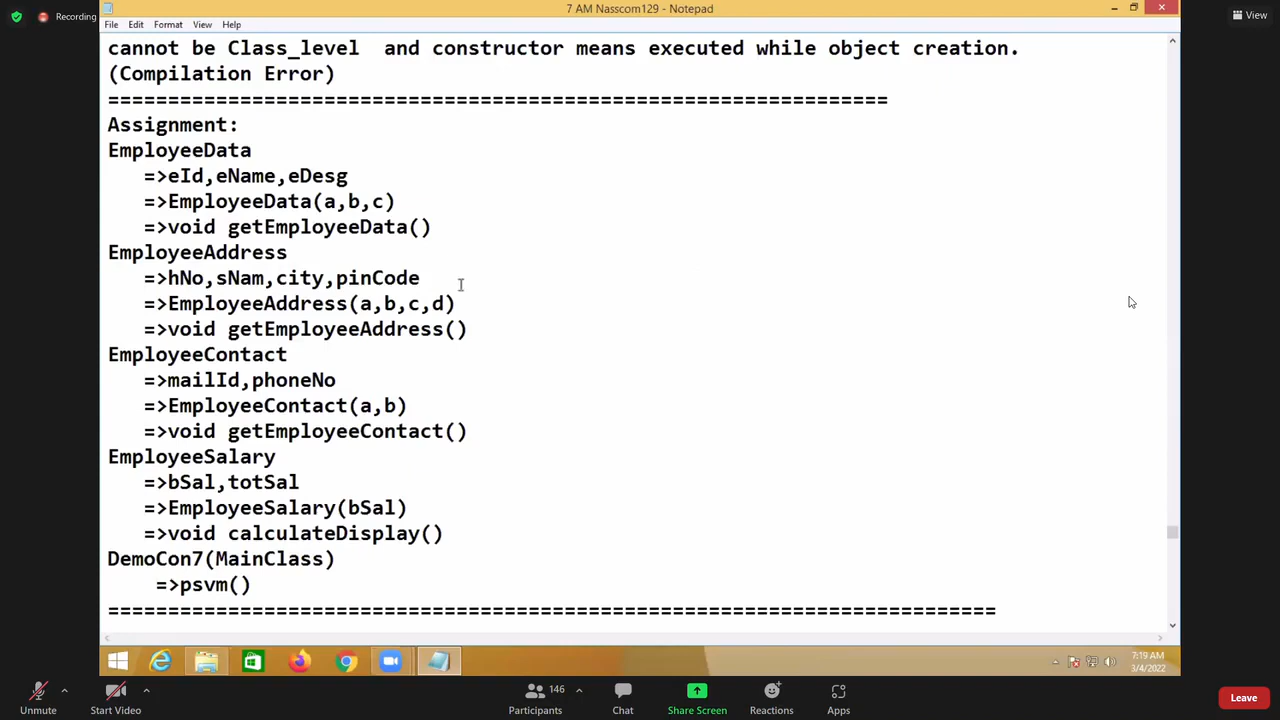 Recording
7 AM Nasscom129 - Notepad
View
File Edit Format View Help
cannot be Class_level  and constructor means executed while object creation.
(Compilation Error)
=================================================================
Assignment:
EmployeeData
=>eId,eName,eDesg
=>EmployeeData(a,b,c)
=>void getEmployeeData()
EmployeeAddress
=>hNo,sNam,city,pinCode
=>EmployeeAddress(a,b,c,d)
=>void getEmployeeAddress()
EmployeeContact
=>mailId,phoneNo
=>EmployeeContact(a,b)
=>void getEmployeeContact()
EmployeeSalary
=>bSal,totSal
=>EmployeeSalary(bSal)
=>void calculateDisplay()
DemoCon7(MainClass)
=>psvm()
==========================================================================
7:19 AM
3/4/2022
146
Unmute Start Video Participants Chat Share Screen Reactions Apps Leave